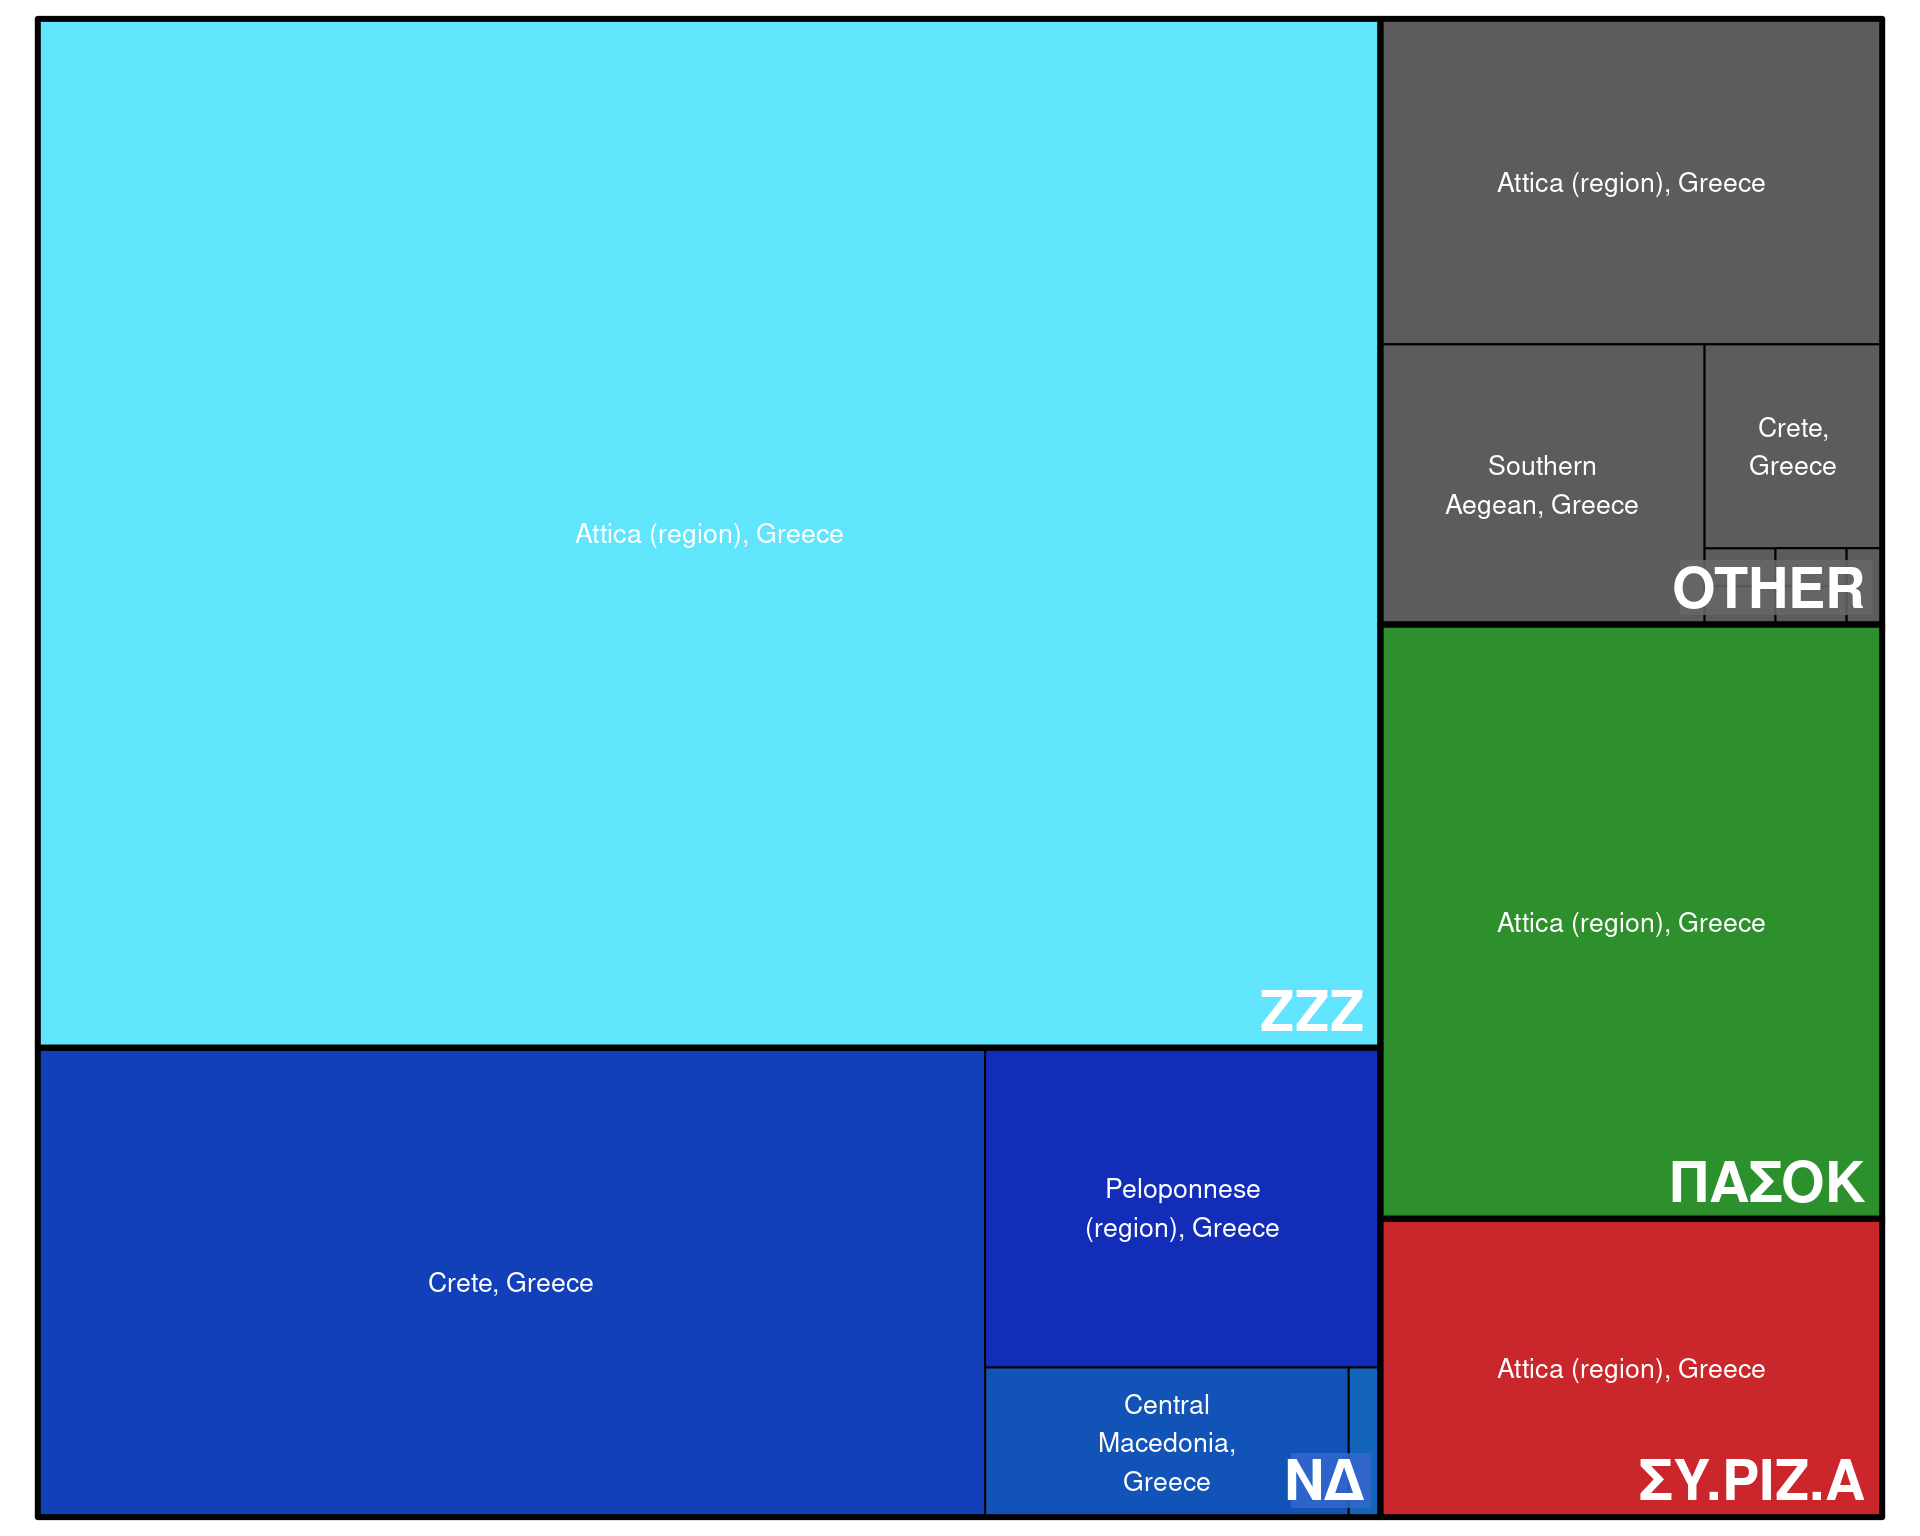 Attica (region), Greece
ZZZ
Crete, Greece
Peloponnese
(region), Greece
Central
Macedonia,
Greece
ΝΔ
Attica (region), Greece
Southern
Aegean, Greece
Crete,
Greece
OTHER
Attica (region), Greece
ΠΑΣΟΚ
Attica (region), Greece
ΣΥ.ΡΙΖ.Α